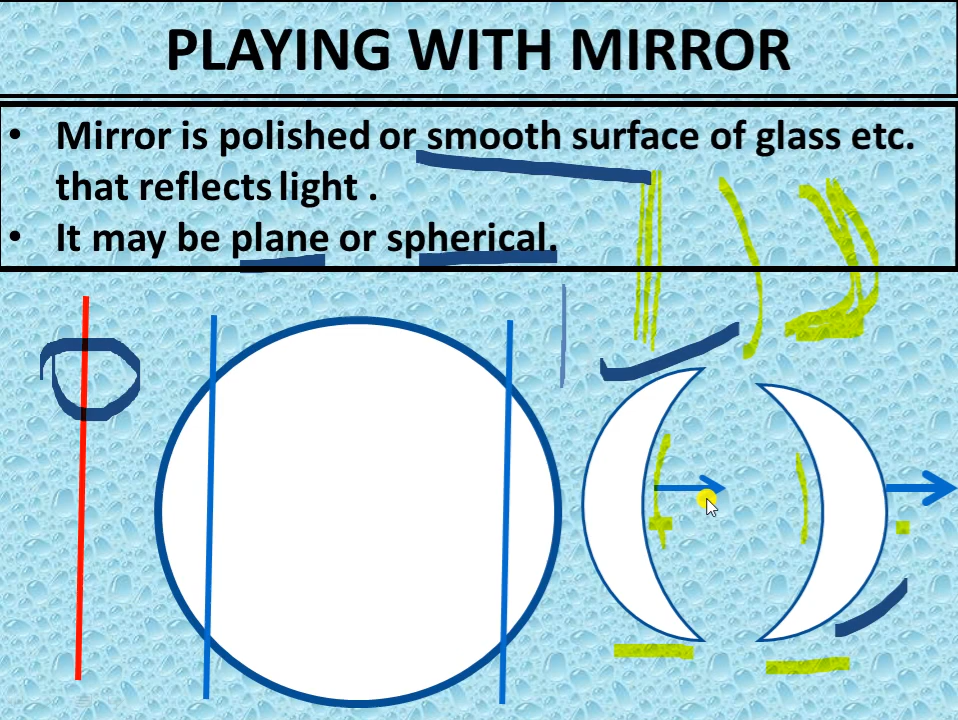 PLAYING WITH MIRROR
• Mirror is polished or smooth surface of glass etc.
that reflects light .
• It may be plane or spherical.